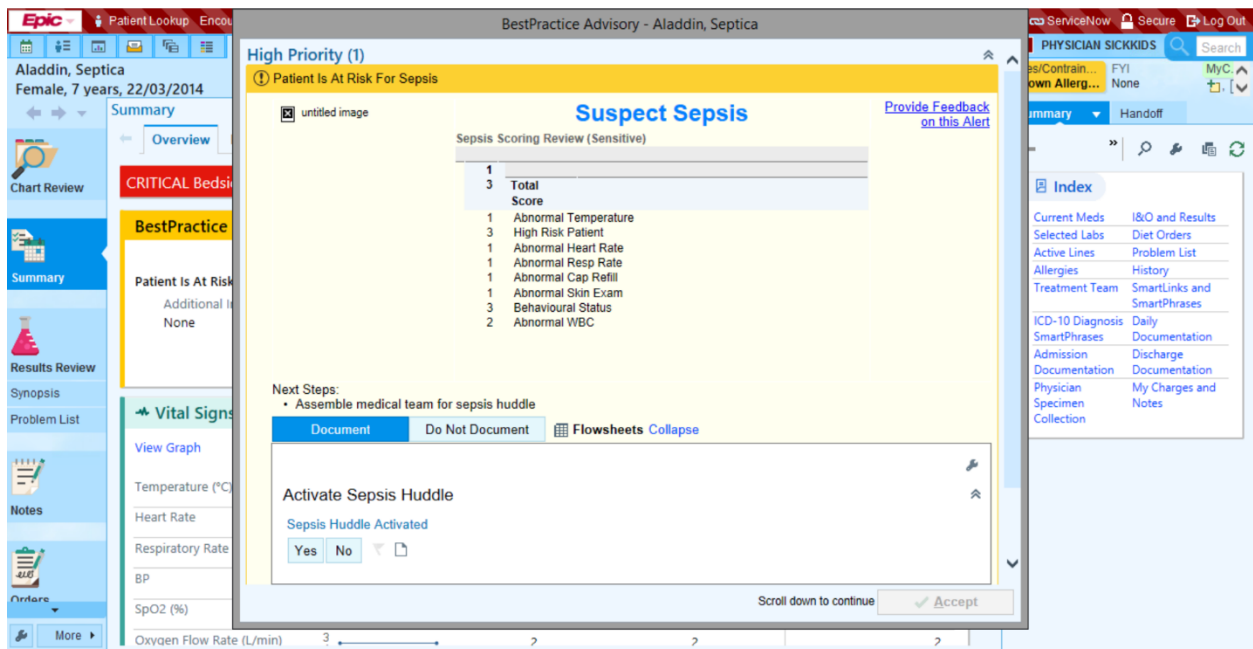 Epic
Patient Lookup Encou
BestPractice Advisory - Aladdin, Septica
ServiceNow Secure Log Out
PHYSICIAN SICKKIDS Search
Aladdin, Septica
Female, 7 years, 22/03/2014
es/Contrain... FYI MyC.
own Allerg... None
Summary
Overview
Chart Review
Summary
Results Review
Synopsis
Problem List
Notes
Orders
More
CRITICAL Bedsi
BestPractice
Patient Is At Risk
Additional I
None
Vital Signs
View Graph
Temperature (°C)
Heart Rate
Respiratory Rate
BP
SpO2 (%)
Oxygen Flow Rate (L/min) 3 2 2 2
High Priority (1)
Patient Is At Risk For Sepsis
untitled image
Suspect Sepsis
Provide Feedback
on this Alert
Sepsis Scoring Review (Sensitive)
1
3 Total
Score
1 Abnormal Temperature
3 High Risk Patient
1 Abnormal Heart Rate
1 Abnormal Resp Rate
1 Abnormal Cap Refill
1 Abnormal Skin Exam
3 Behavioural Status
2 Abnormal WBC
Next Steps:
• Assemble medical team for sepsis huddle
Document Do Not Document Flowsheets Collapse
Activate Sepsis Huddle
Sepsis Huddle Activated
Yes No
Scroll down to continue Accept
ummary Handoff
»
Index
Current Meds I&O and Results
Selected Labs Diet Orders
Active Lines Problem List
Allergies History
Treatment Team SmartLinks and
SmartPhrases
ICD-10 Diagnosis Daily
SmartPhrases Documentation
Admission Discharge
Documentation Documentation
Physician My Charges and
Specimen Notes
Collection